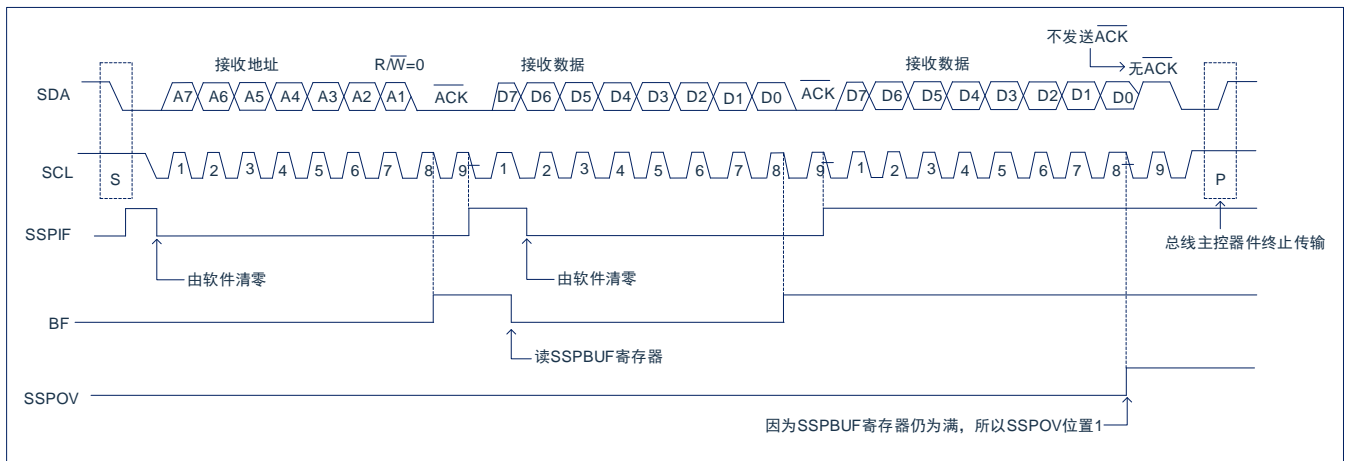 不发送ACK
接收地址 R/W=0 接收数据 接收数据 无ACK
SDA A7 A6 A5 A4 A3 A2 A1 ACK D7 D6 D5 D4 D3 D2 D1 D0 ACK D7 D6 D5 D4 D3 D2 D1 D0
SCL S 1 2 3 4 5 6 7 8 9 1 2 3 4 5 6 7 8 9 1 2 3 4 5 6 7 8 9 P
SSPIF
总线主控器件终止传输
由软件清零 由软件清零
BF
读SSPBUF寄存器
SSPOV
因为SSPBUF寄存器仍为满，所以SSPOV位置1